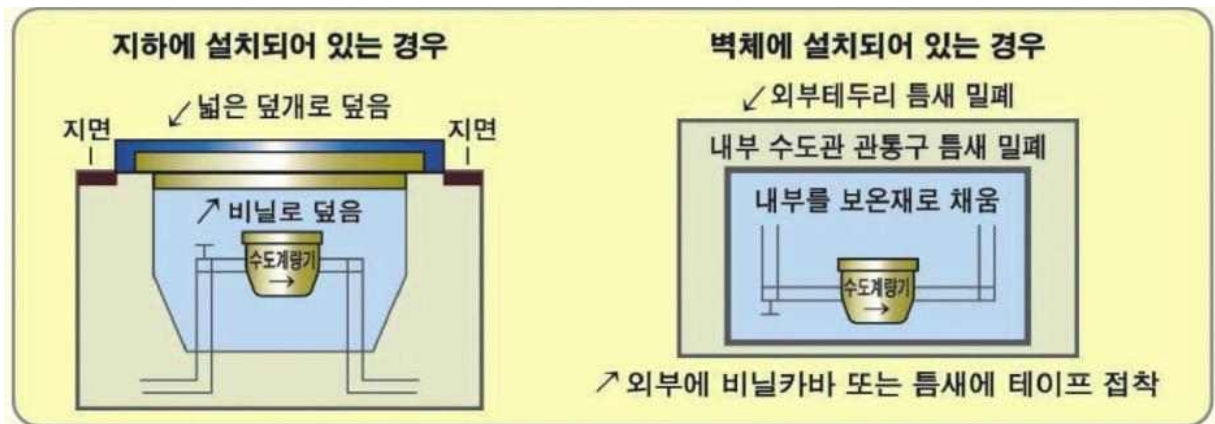 지하에 설치되어 있는 경우
↙넓은 덮개로 덮음
지면
지면
↗비닐로 덮음
수도계량기
→
벽체에 설치되어 있는 경우
↙외부테두리 틈새 밀폐
내부 수도관 관통구 틈새 밀폐
내부를 보온재로 채움
수도계량기
→
↗외부에 비닐카바 또는 틈새에 테이프 접착